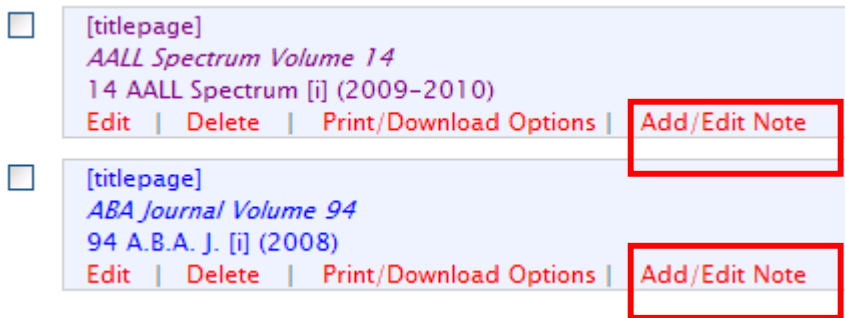 [titlepage]
AALL Spectrum Volume 14
14 AALL Spectrum [i] (2009-2010)
Edit | Delete | Print/Download Options | Add/Edit Note
[titlepage]
ABA Journal Volume 94
94 A.B.A. J. [i] (2008)
Edit | Delete | Print/Download Options | Add/Edit Note